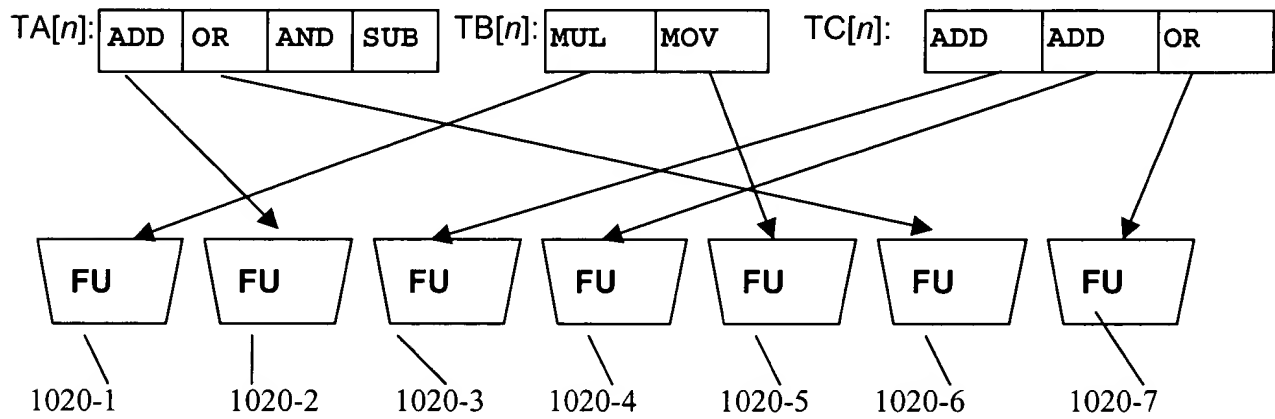 TA[n]: ADD OR AND SUB TB[n]: MUL MOV TC[n]: ADD ADD OR
FU FU FU FU FU FU FU
1020-1 1020-2 1020-3 1020-4 1020-5 1020-6 1020-7